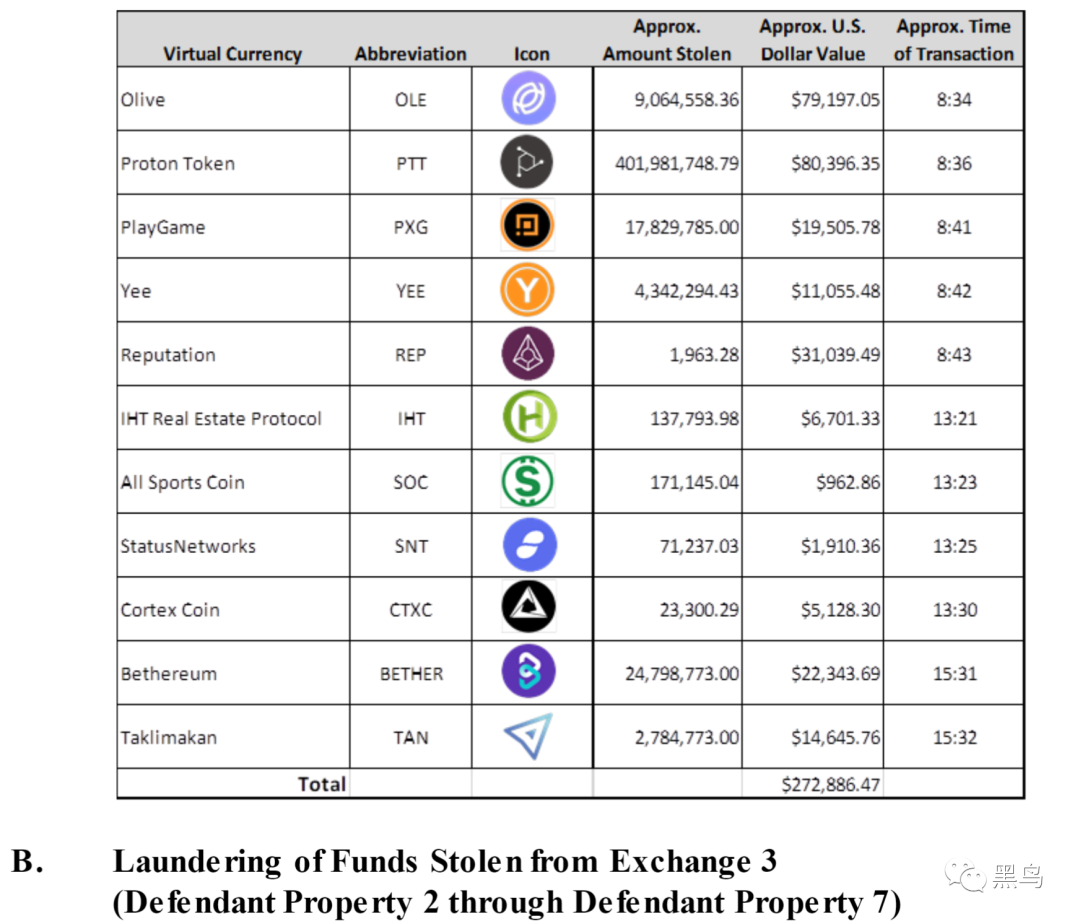 Virtual Currency Abbreviation Icon Approx. Amount Stolen Approx. U.S. Dollar Value Approx. Time of Transaction
Olive OLE 9,064,558.36 $79,197.05 8:34
Proton Token PTT 401,981,748.79 $80,396.35 8:36
PlayGame PXG 17,829,785.00 $19,505.78 8:41
Yee YEE Y 4,342,294.43 $11,055.48 8:42
Reputation REP 1,963.28 $31,039.49 8:43
IHT Real Estate Protocol IHT H 137,793.98 $6,701.33 13:21
All Sports Coin SOC S 171,145.04 $962.86 13:23
StatusNetworks SNT 71,237.03 $1,910.36 13:25
Cortex Coin CTXC 23,300.29 $5,128.30 13:30
Bethereum BETHER 24,798,773.00 $22,343.69 15:31
Taklimakan TAN 2,784,773.00 $14,645.76 15:32
Total $272,886.47
B. Laundering of Funds Stolen from Exchange 3
(Defendant Property 2 through Defendant Property 7)
黑鸟